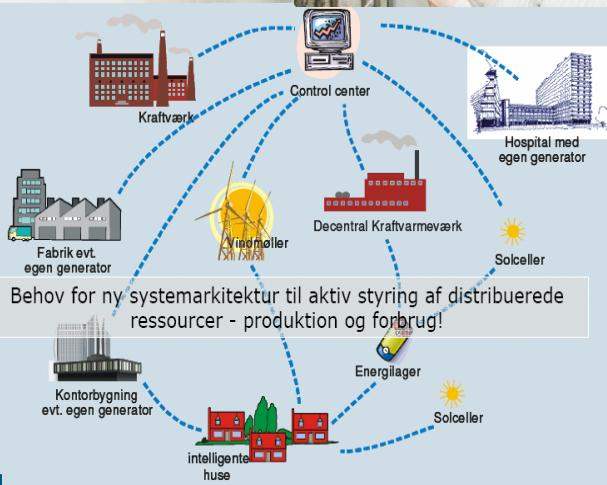 Control center
Kraftværk
Hospital med
egen generator
Decentral Kraftvarmeværk
Vindmøller
Fabrik evt.
egen generator
Solceller
Behov for ny systemarkitektur til aktiv styring af distribuerede
ressourcer - produktion og forbrug!
Energilager
Kontorbygning
evt. egen generator
Solceller
intelligente
huse